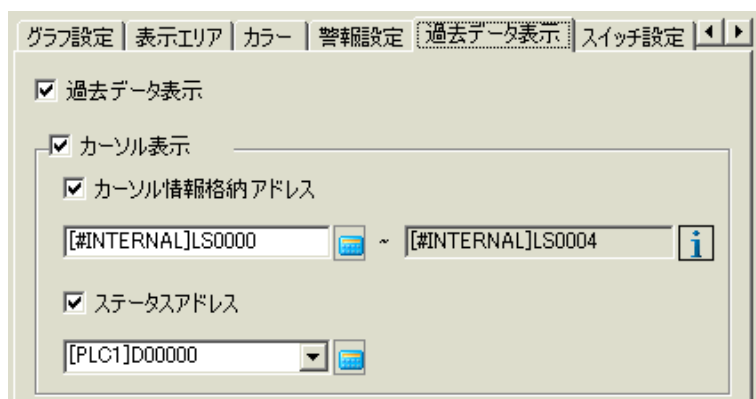 グラフ設定 表示エリア カラー 警報設定 過去データ表示 スイッチ設定
過去データ表示
カーソル表示
カーソル情報格納アドレス
[#INTERNAL]LS0000 ~ [#INTERNAL]LS0004
ステータスアドレス
[PLC1]D00000